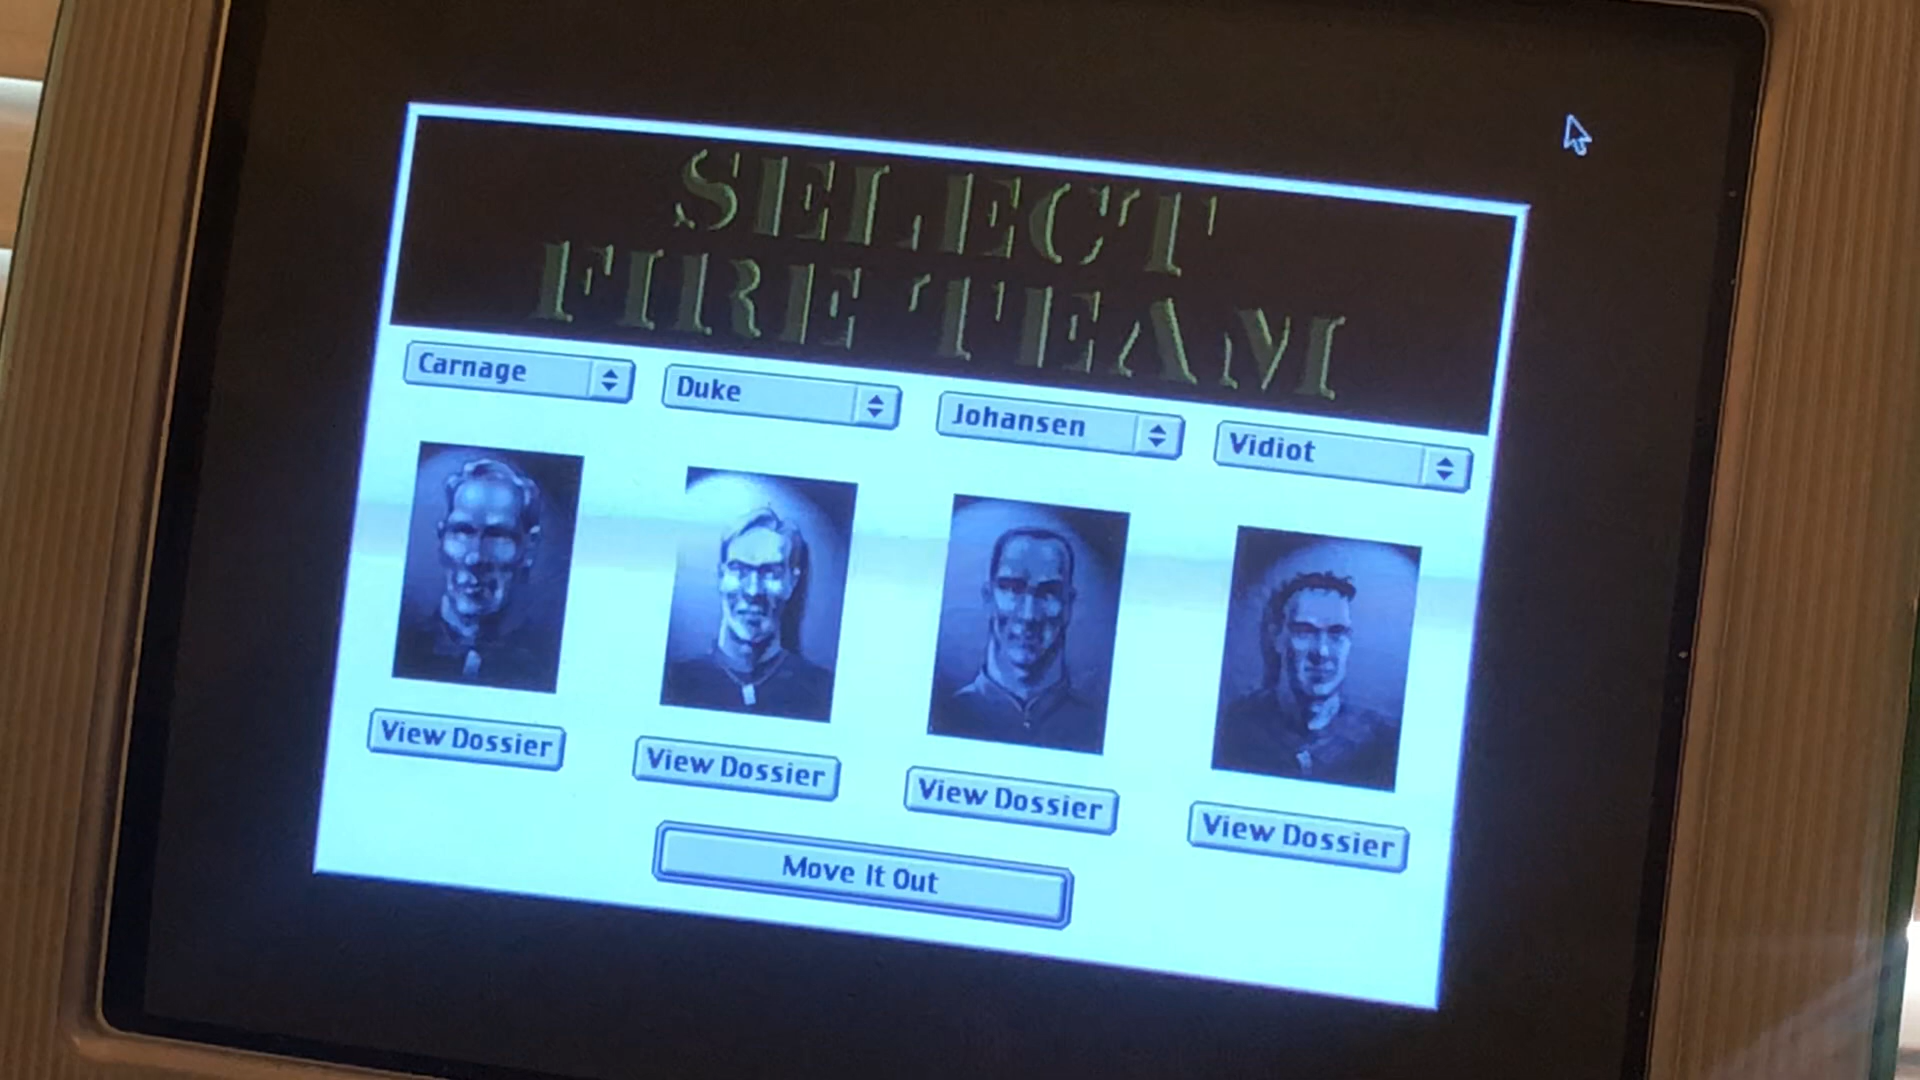 SELECT
FIRE TEAM
Carnage
Duke
Johansen
Vidiot
View Dossier
View Dossier
View Dossier
View Dossier
Move It Out